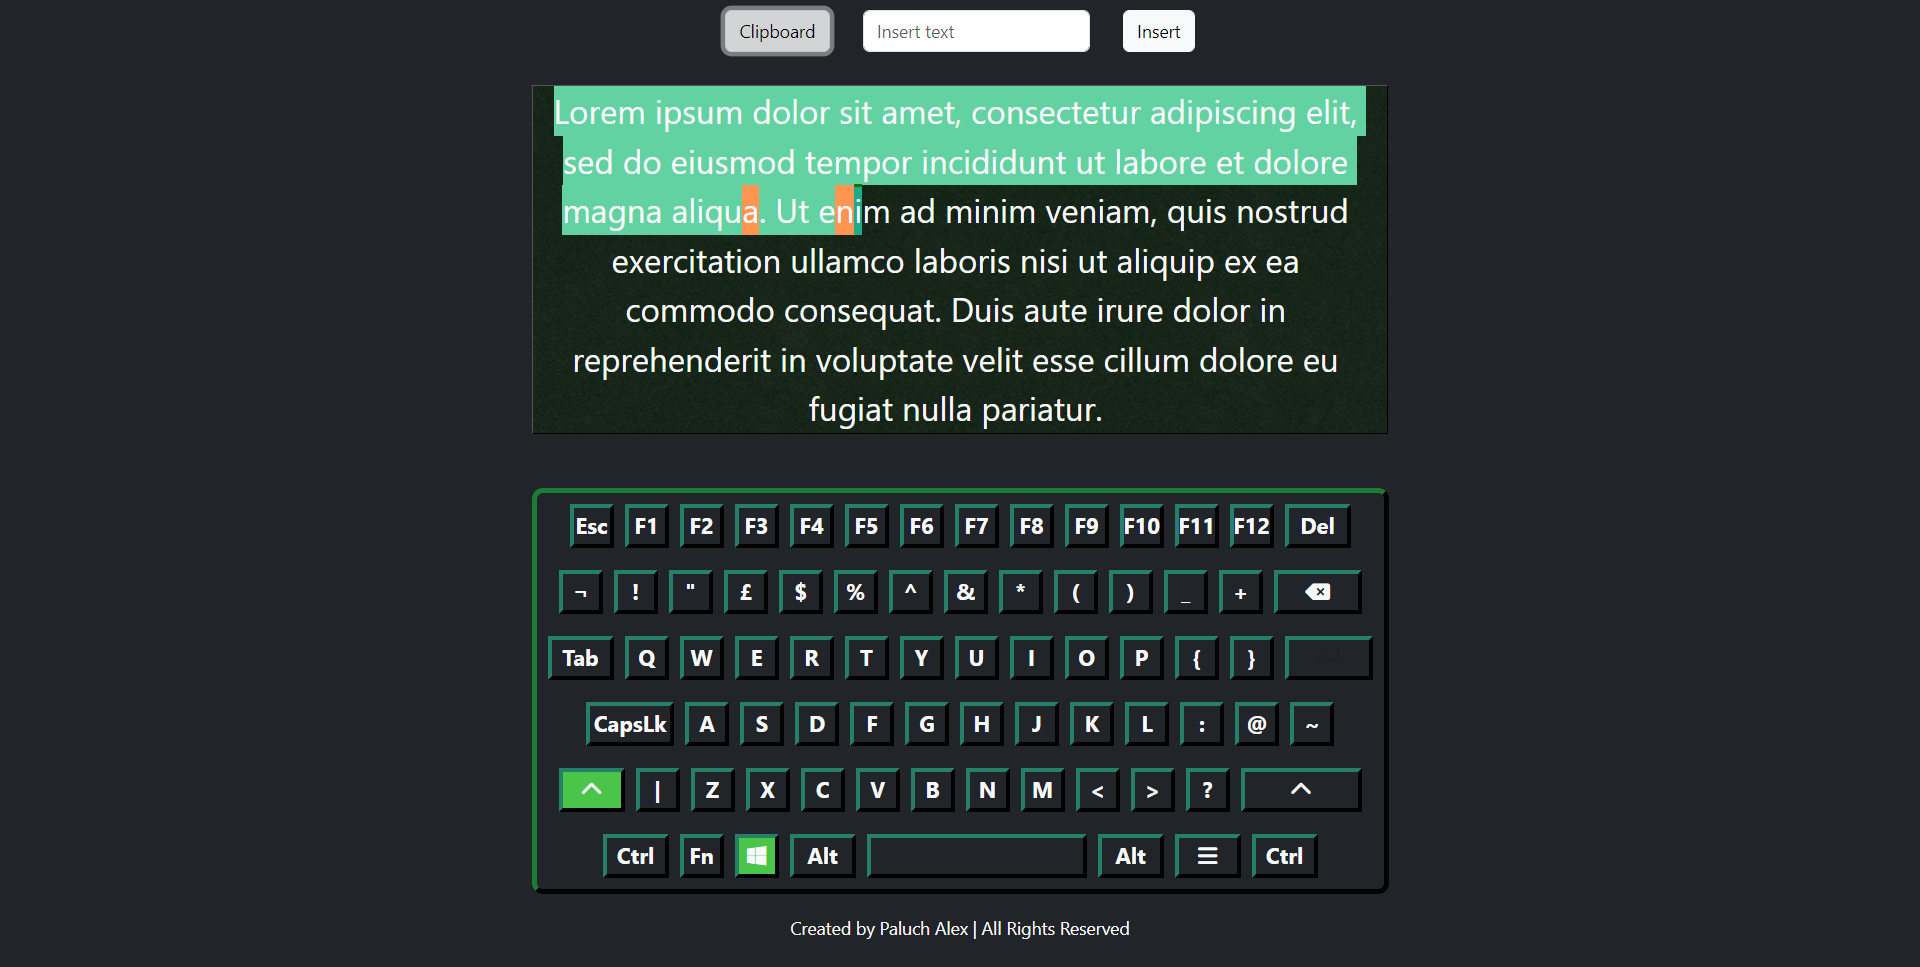 Clipboard Insert text Insert
Lorem ipsum dolor sit amet, consectetur adipiscing elit,
sed do eiusmod tempor incididunt ut labore et dolore
magna aliqua. Ut enim ad minim veniam, quis nostrud
exercitation ullamco laboris nisi ut aliquip ex ea
commodo consequat. Duis aute irure dolor in
reprehenderit in voluptate velit esse cillum dolore eu
fugiat nulla pariatur.
Esc F1 F2 F3 F4 F5 F6 F7 F8 F9 F10 F11 F12 Del
¬ ! " £ $ % ^ & * ( ) _ +
Tab Q W E R T Y U I O P { }
CapsLk A S D F G H J K L : @ ~
| Z X C V B N M < > ?
Ctrl Fn Alt Alt Ctrl
Created by Paluch Alex | All Rights Reserved